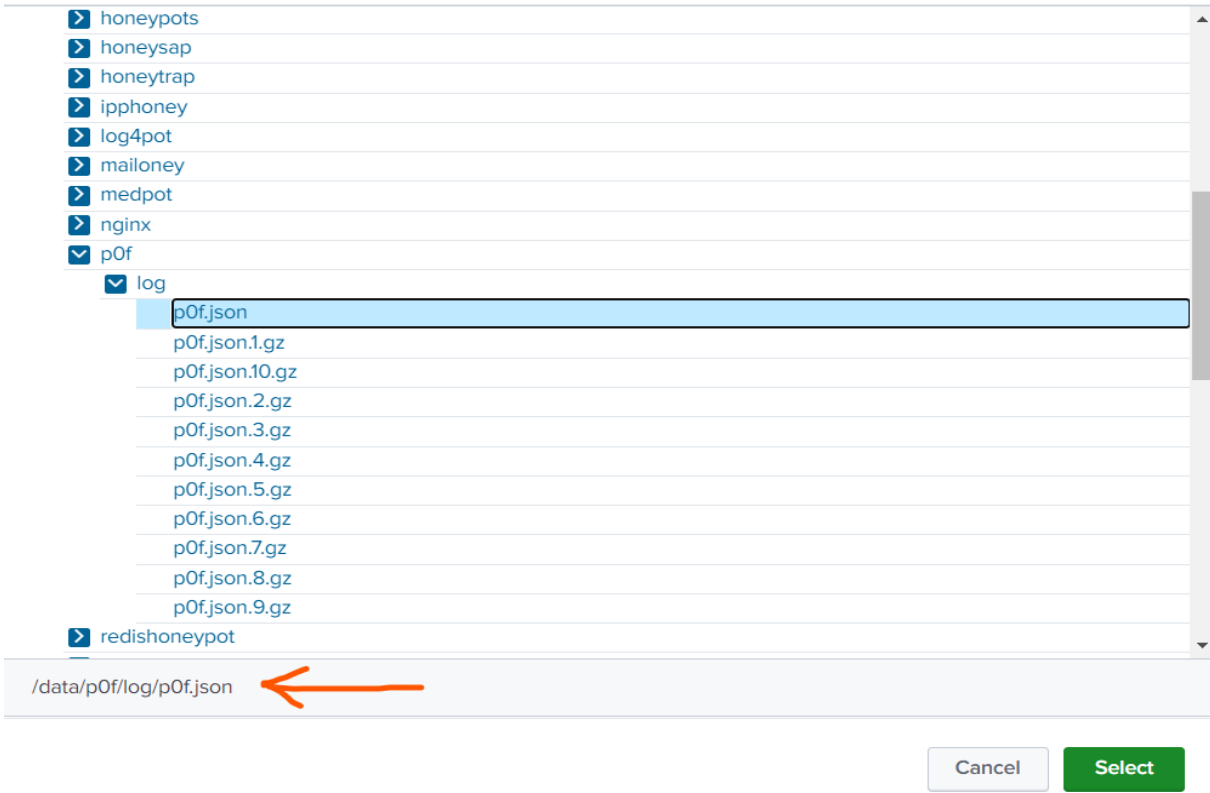 honeypots
honeysap
honeytrap
ipphoney
log4pot
mailoney
medpot
nginx
p0f
log
p0f.json
p0f.json.1.gz
p0f.json.10.gz
p0f.json.2.gz
p0f.json.3.gz
p0f.json.4.gz
p0f.json.5.gz
p0f.json.6.gz
p0f.json.7.gz
p0f.json.8.gz
p0f.json.9.gz
redishoneypot
/data/p0f/log/p0f.json
Cancel Select